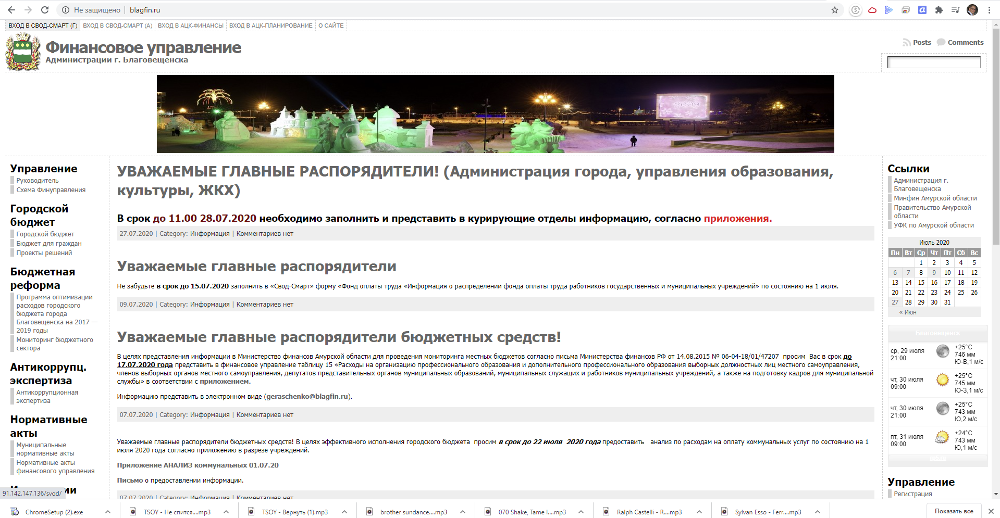 Не защищено | blagfin.ru
ВХОД В СВОД-СМАРТ (Г) ВХОД В СВОД-СМАРТ (А) ВХОД В АЦК-ФИНАНСЫ ВХОД В АЦК-ПЛАНИРОВАНИЕ О САЙТЕ
Финансовое управление
Администрации г. Благовещенска
Posts Comments
2009
Управление
Руководитель
Схема Финуправления
Городской
бюджет
Городской бюджет
Бюджет для граждан
Проекты решений
Бюджетная
реформа
Программа оптимизации
расходов городского
бюджета города
Благовещенска на 2017 —
2019 годы
Мониторинг бюджетного
сектора
Антикоррупц.
экспертиза
Антикоррупционная
экспертиза
Нормативные
акты
Муниципальные
нормативные акты
Нормативные акты
финансового управления
91.142.147.136/svod/
УВАЖАЕМЫЕ ГЛАВНЫЕ РАСПОРЯДИТЕЛИ! (Администрация города, управления образования,
культуры, ЖКХ)
В срок до 11.00 28.07.2020 необходимо заполнить и представить в курирующие отделы информацию, согласно приложения.
27.07.2020 | Category: Информация | Комментариев нет
Уважаемые главные распорядители
Не забудьте в срок до 15.07.2020 заполнить в «Свод-Смарт» форму «Фонд оплаты труда «Информация о распределении фонда оплаты труда работников государственных и муниципальных учреждений» по состоянию на 1 июля.
09.07.2020 | Category: Информация | Комментариев нет
Уважаемые главные распорядители бюджетных средств!
В целях представления информации в Министерство финансов Амурской области для проведения мониторинга местных бюджетов согласно письма Министерства финансов РФ от 14.08.2015 № 06-04-18/01/47207 просим Вас в срок до
17.07.2020 года представить в финансовое управление таблицу 15 «Расходы на организацию профессионального образования и дополнительного профессионального образования выборных должностных лиц местного самоуправления,
членов выборных органов местного самоуправления, депутатов представительных органов муниципальных образований, муниципальных служащих и работников муниципальных учреждений, а также на подготовку кадров для муниципальной
службы» в соответствии с приложением.
Информацию представить в электронном виде (geraschenko@blagfin.ru).
07.07.2020 | Category: Информация | Комментариев нет
Уважаемые главные распорядители бюджетных средств! В целях эффективного исполнения городского бюджета просим в срок до 22 июля 2020 года предоставить анализ по расходам на оплату коммунальных услуг по состоянию на 1
июля 2020 года согласно приложению в разрезе учреждений.
Приложение АНАЛИЗ коммунальных 01.07.20
Письмо о предоставлении информации.
07.07.2020 | Category: Информация | Комментариев нет
Ссылки
Администрация г.
Благовещенска
Минфин Амурской области
Правительство Амурской
области
УФК по Амурской области
Июль 2020
Пн Вт Ср Чт Пт Сб Вс
1 2 3 4 5
6 7 8 9 10 11 12
13 14 15 16 17 18 19
20 21 22 23 24 25 26
27 28 29 30 31
« Июн
Благовещенск
ср, 29 июля
21:00
+25°C
746 мм
Ю-В,1 м/с
чт, 30 июля
09:00
+25°C
745 мм
Ю-З,1 м/с
чт, 30 июля
21:00
+25°C
743 мм
Ю,2 м/с
пт, 31 июля
09:00
+24°C
743 мм
Ю,1 м/с
rp5.ru
Управление
Регистрация
ChromeSetup (2).exe TSOY - Не спится....mp3 TSOY - Вернуть (1).mp3 brother sundance....mp3 070 Shake, Tame I....mp3 Ralph Castelli - R....mp3 Sylvan Esso - Ferr....mp3 Показать все